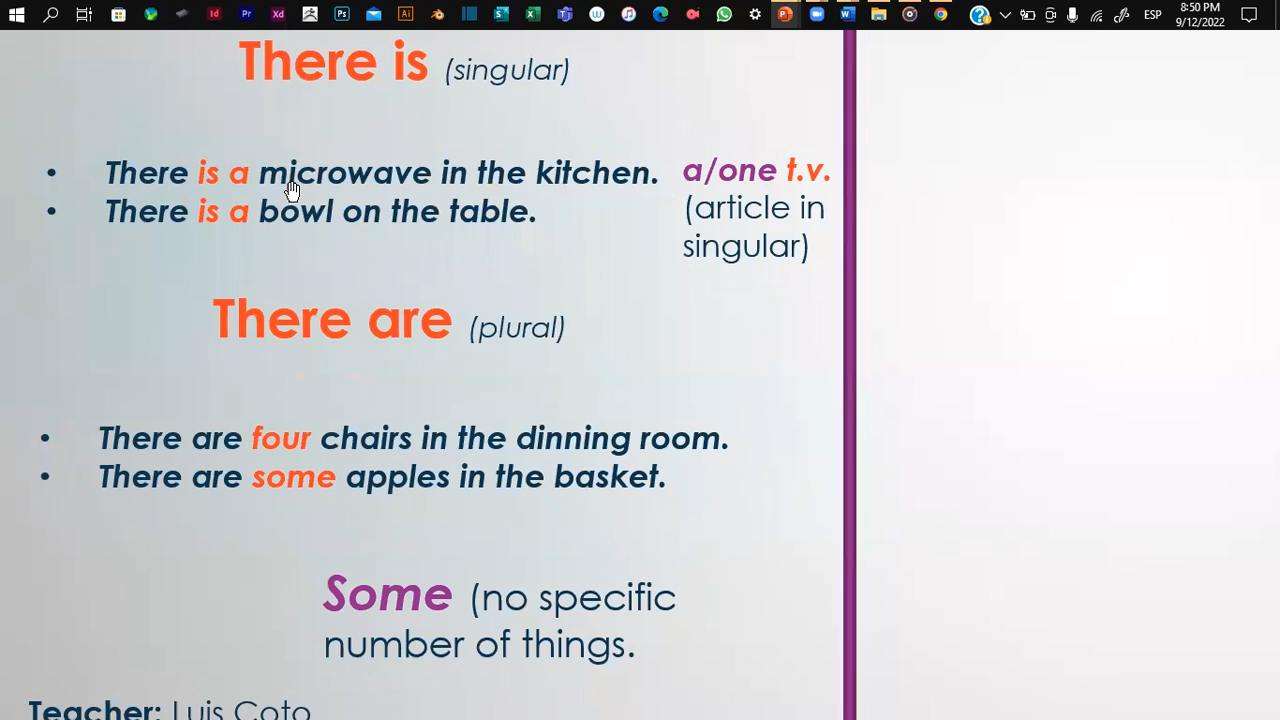 8:50 PM
ESP
9/12/2022
There is (singular)
• There is a microwave in the kitchen.
• There is a bowl on the table.
a/one t.v.
(article in
singular)
There are (plural)
• There are four chairs in the dinning room.
• There are some apples in the basket.
Some (no specific
number of things.
Teacher: Luis Coto